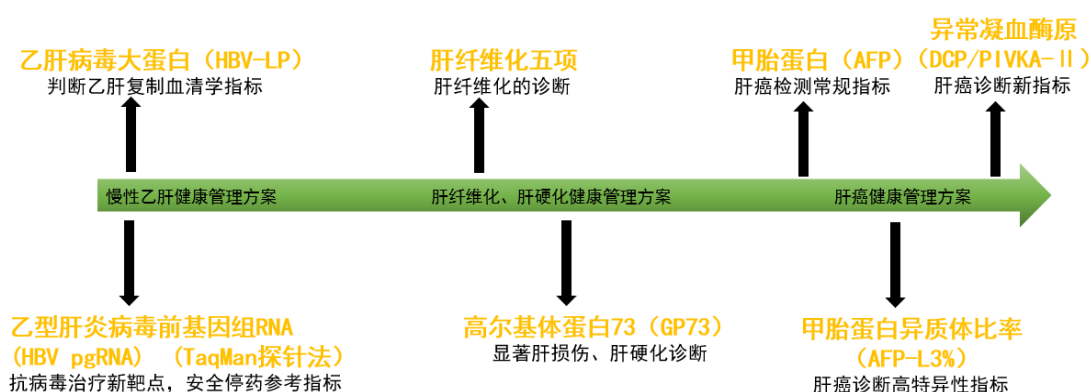 乙肝病毒大蛋白（HBV-LP）
判断乙肝复制血清学指标
肝纤维化五项
肝纤维化的诊断
甲胎蛋白（AFP）
肝癌检测常规指标
异常凝血酶原
（DCP/PIVKA-Ⅱ）
肝癌诊断新指标
慢性乙肝健康管理方案
肝纤维化、肝硬化健康管理方案
肝癌健康管理方案
乙型肝炎病毒前基因组RNA
(HBV pgRNA) （TaqMan探针法）
抗病毒治疗新靶点，安全停药参考指标
高尔基体蛋白73（GP73）
显著肝损伤、肝硬化诊断
甲胎蛋白异质体比率
（AFP-L3%）
肝癌诊断高特异性指标